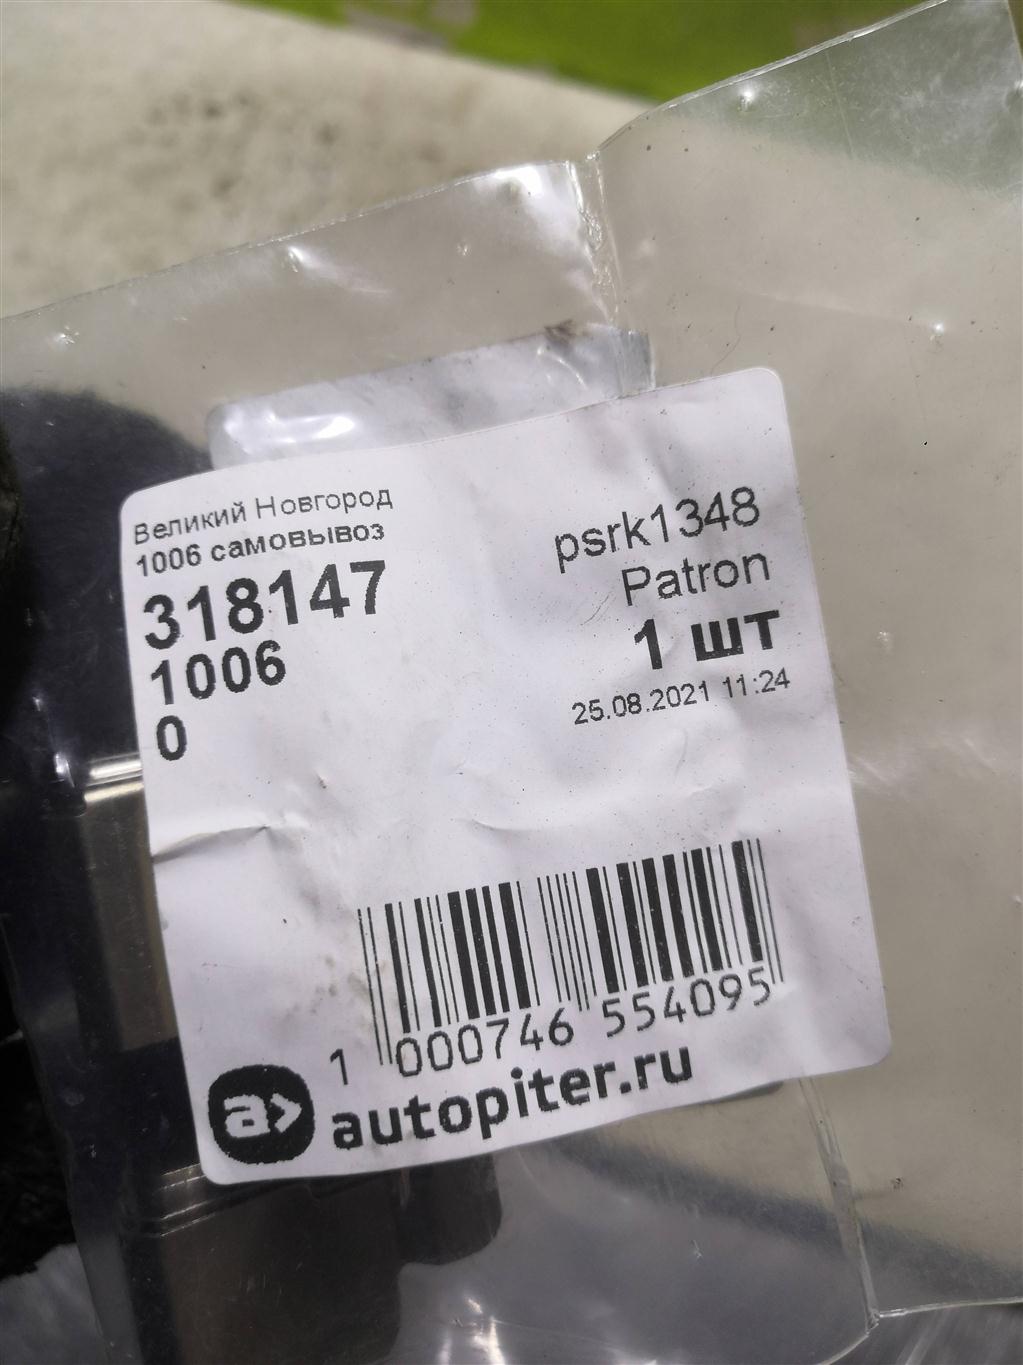 Великий Новгород
1006 самовывоз
318147
1006
0
psrk1348
Patron
1 шт
25.08.2021 11:24
1 000746 554095
a>
autopiter.ru